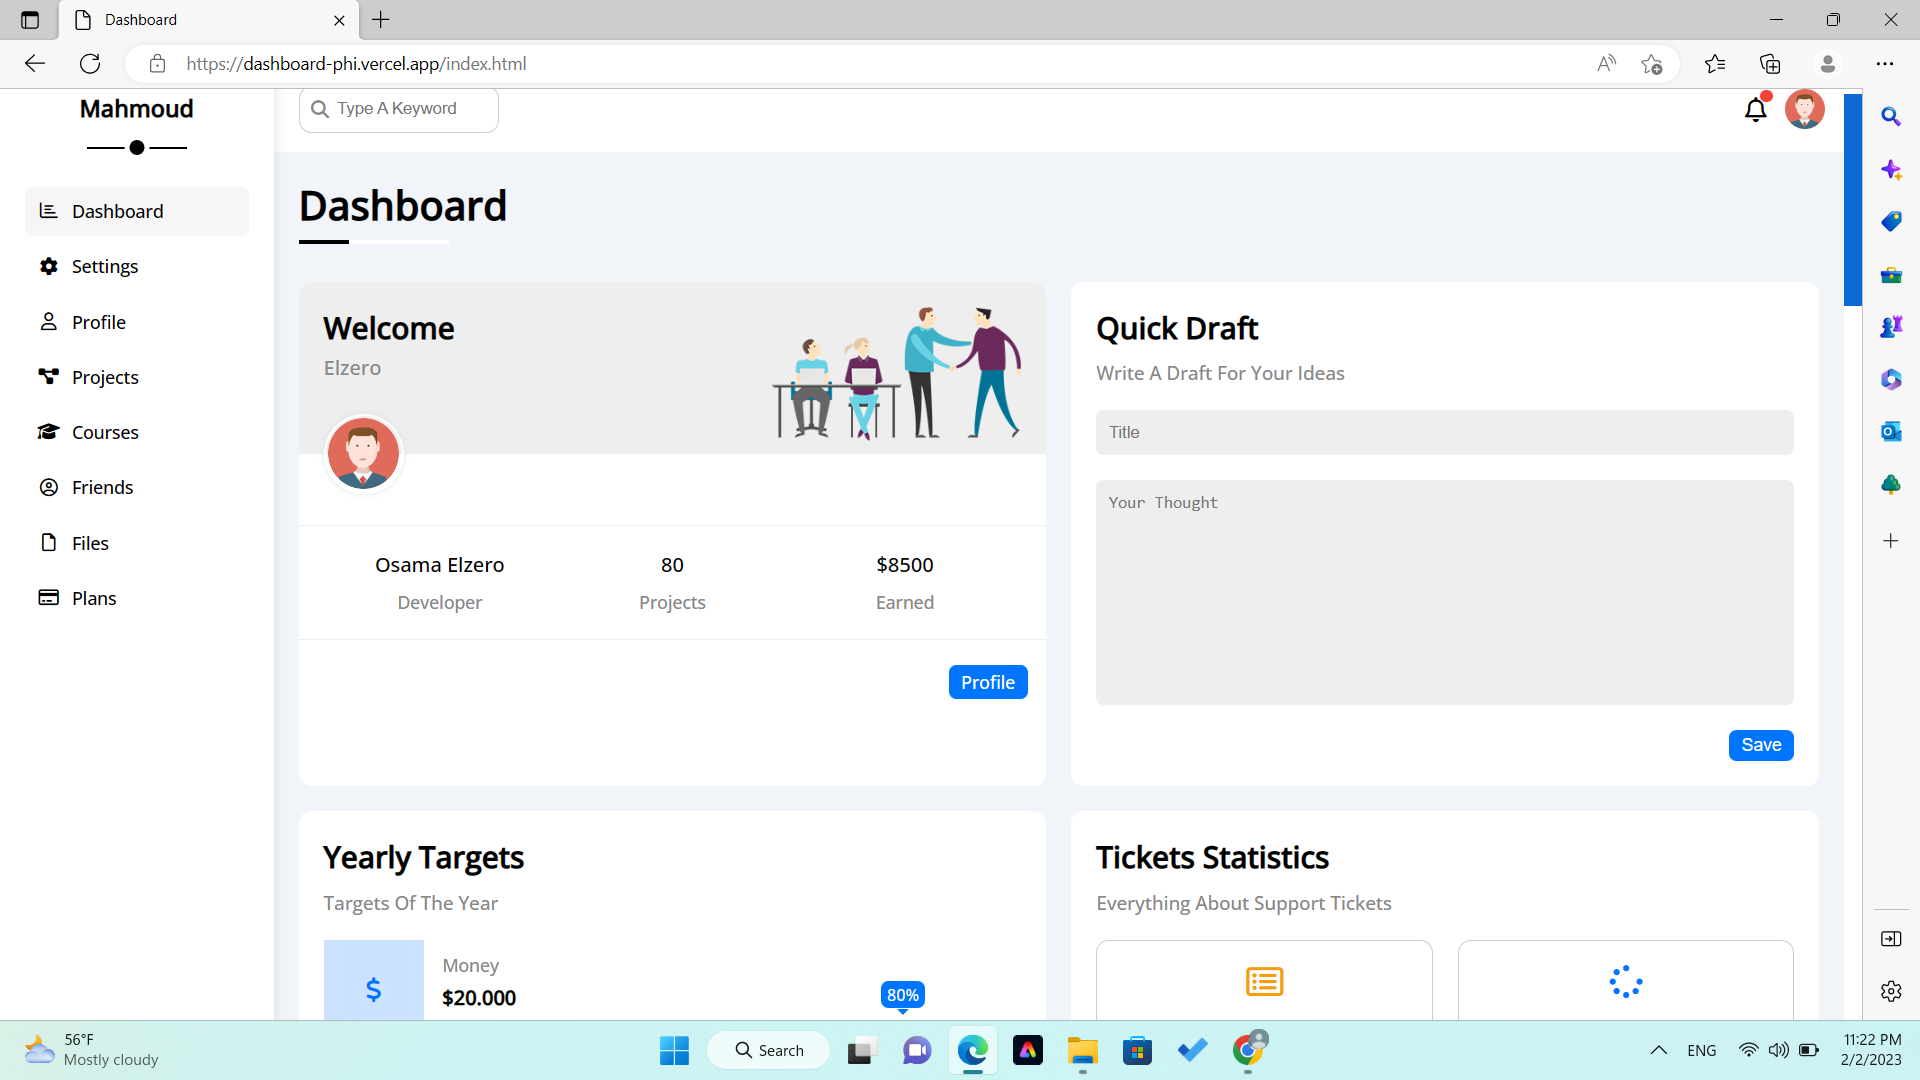 Dashboard
https://dashboard-phi.vercel.app/index.html
Mahmoud
Type A Keyword
Dashboard
Settings
Profile
Projects
Courses
Friends
Files
Plans
Dashboard
Welcome
Elzero
Osama Elzero
Developer
80
Projects
$8500
Earned
Profile
Quick Draft
Write A Draft For Your Ideas
Title
Your Thought
Save
Yearly Targets
Targets Of The Year
Money
$20.000
80%
Tickets Statistics
Everything About Support Tickets
56°F
Mostly cloudy
Search
ENG
11:22 PM
2/2/2023